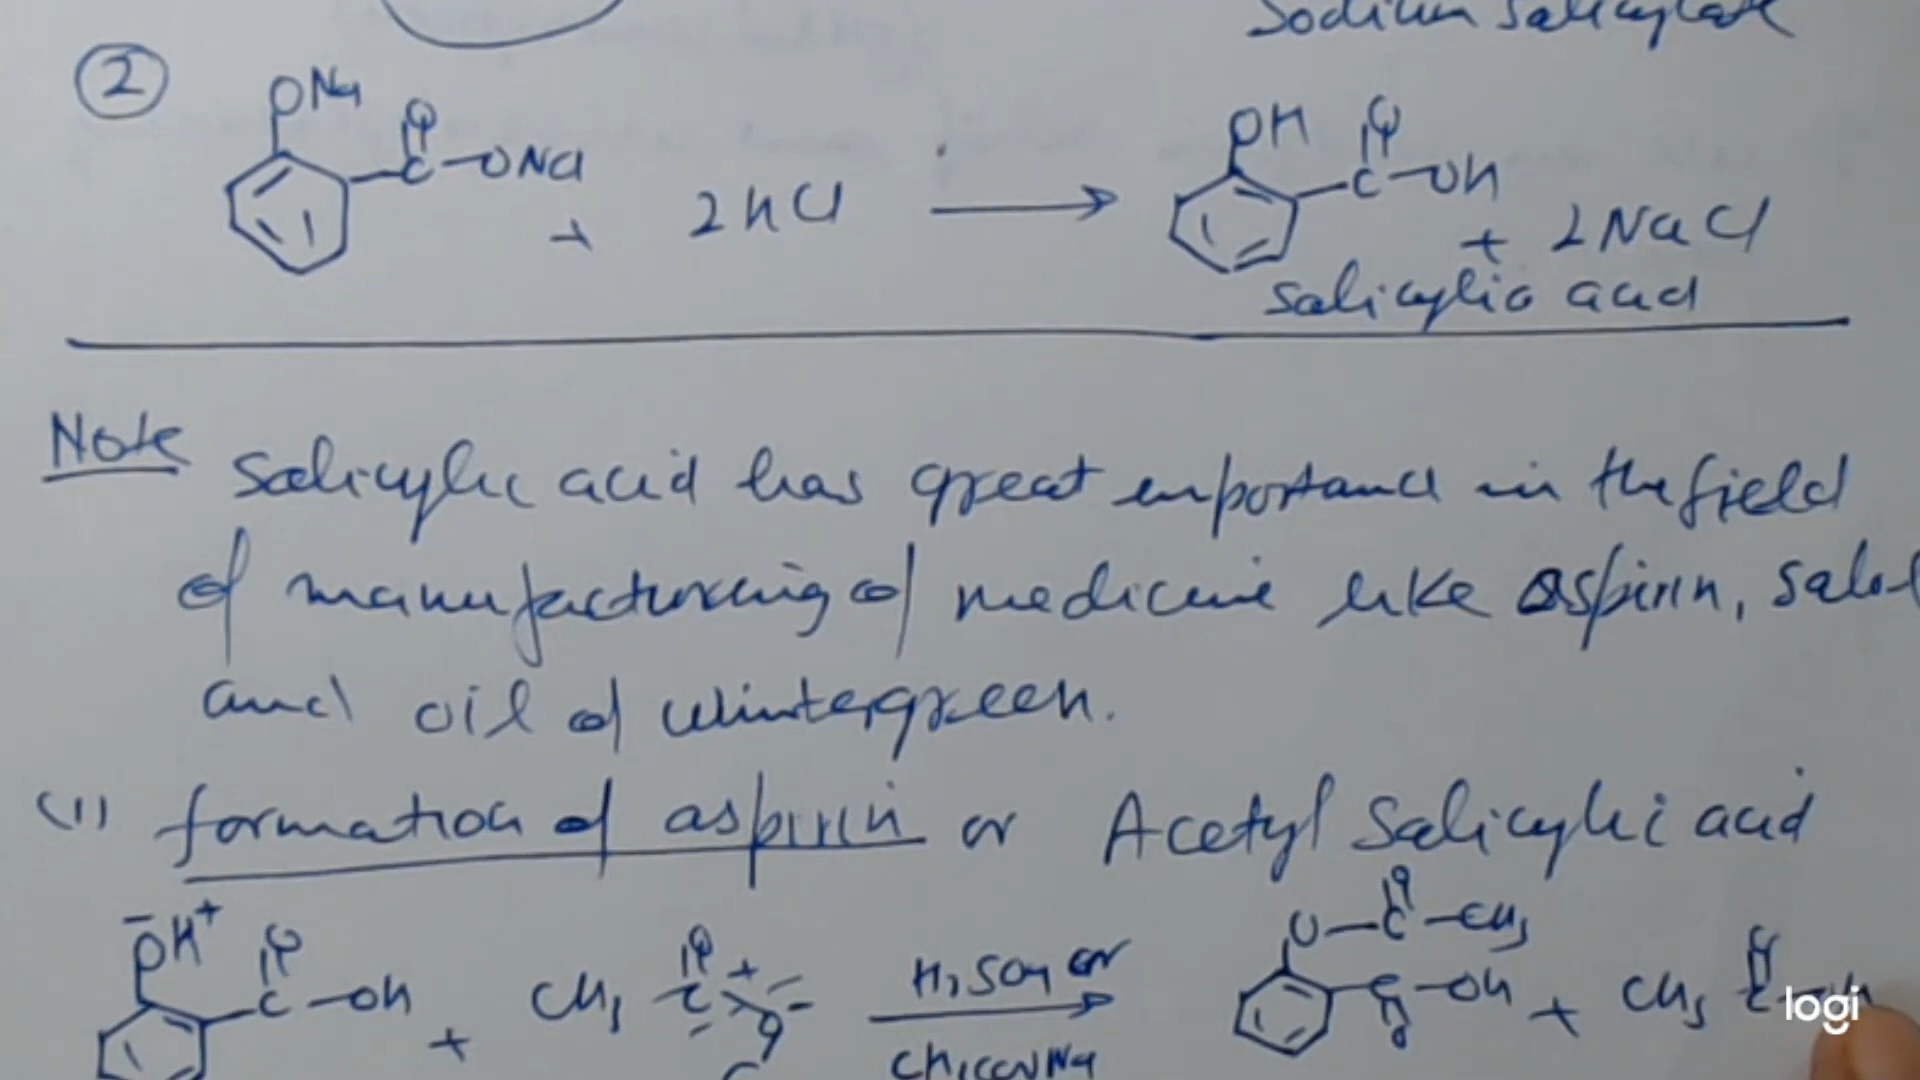 Sodium salicylate
2
ONa O
C-ONa + 2HCl → OH O C-OH + 2NaCl
salicylic acid
Note Salicylic acid has great importance in the field
of manufacturing of medicine like aspirin, salol
and oil of wintergreen.
(1) formation of aspirin or Acetyl Salicylic acid
OH O C-OH + CH3 O C H2SO4 or O-C-CH3 O C-OH + CH3
logi